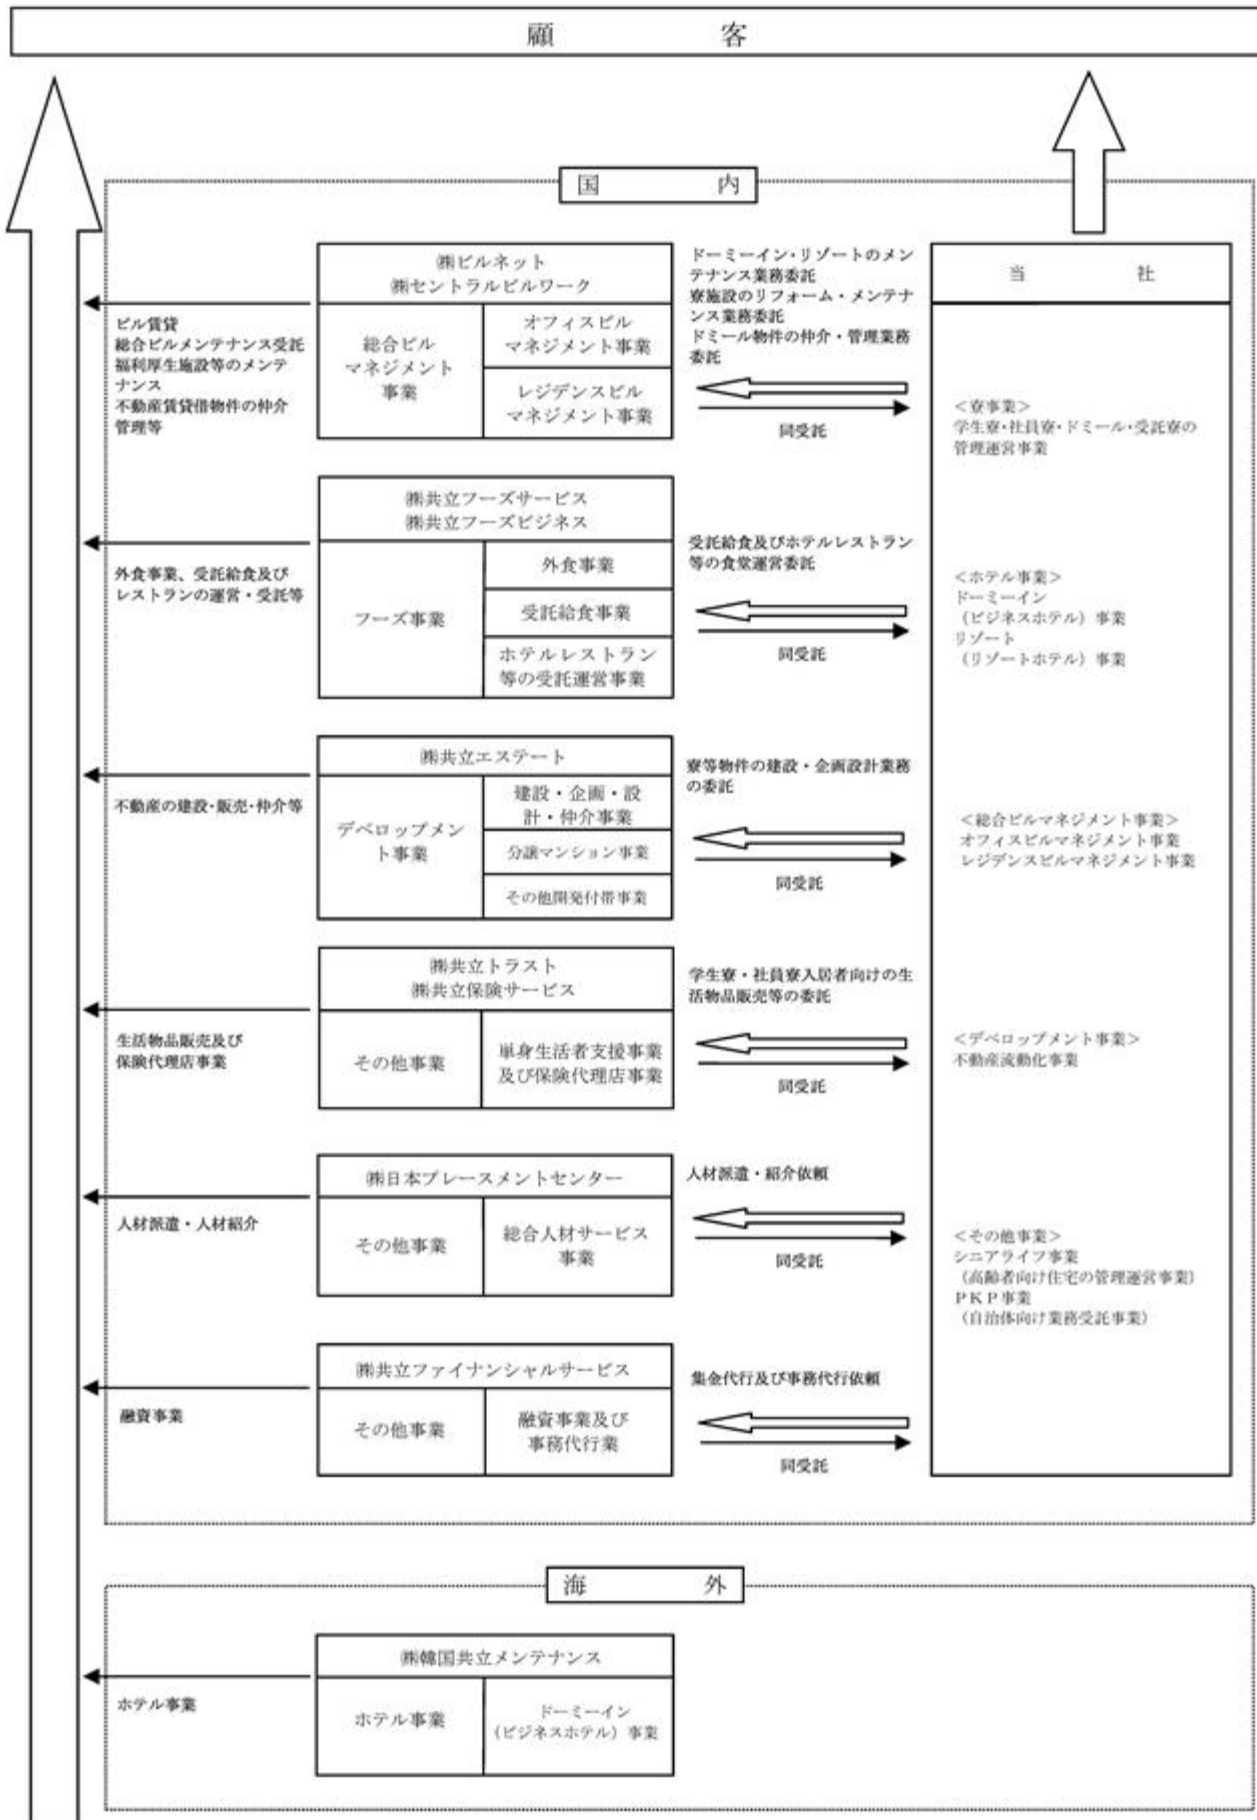 顧客
国内
㈱ビルネット
㈱セントラルビルワーク
総合ビル
マネジメント
事業
オフィスビル
マネジメント事業
レジデンスビル
マネジメント事業
ビル賃貸
総合ビルメンテナンス受託
福利厚生施設等のメンテ
ナンス
不動産賃貸借物件の仲介
管理等
ドーミーイン・リゾートのメン
テナンス業務委託
寮施設のリフォーム・メンテナ
ンス業務委託
ドミール物件の仲介・管理業務
委託
同受託
㈱共立フーズサービス
㈱共立フーズビジネス
フーズ事業
外食事業
受託給食事業
ホテルレストラン
等の受託運営事業
外食事業、受託給食及び
レストランの運営・受託等
受託給食及びホテルレストラン
等の食堂運営委託
同受託
㈱共立エステート
デベロップメン
ト事業
建設・企画・設
計・仲介事業
分譲マンション事業
その他開発付帯事業
不動産の建設・販売・仲介等
寮等物件の建設・企画設計業務
の委託
同受託
㈱共立トラスト
㈱共立保険サービス
その他事業
単身生活者支援事業
及び保険代理店事業
生活物品販売及び
保険代理店事業
学生寮・社員寮入居者向けの生
活物品販売等の委託
同受託
㈱日本プレースメントセンター
その他事業
総合人材サービス
事業
人材派遣・人材紹介
人材派遣・紹介依頼
同受託
㈱共立ファイナンシャルサービス
その他事業
融資事業及び
事務代行業
融資事業
集金代行及び事務代行依頼
同受託
当社
＜寮事業＞
学生寮・社員寮・ドミール・受託寮の
管理運営事業
＜ホテル事業＞
ドーミーイン
（ビジネスホテル）事業
リゾート
（リゾートホテル）事業
＜総合ビルマネジメント事業＞
オフィスビルマネジメント事業
レジデンスビルマネジメント事業
＜デベロップメント事業＞
不動産流動化事業
＜その他事業＞
シニアライフ事業
（高齢者向け住宅の管理運営事業）
ＰＫＰ事業
（自治体向け業務受託事業）
海外
㈱韓国共立メンテナンス
ホテル事業
ドーミーイン
（ビジネスホテル）事業
ホテル事業